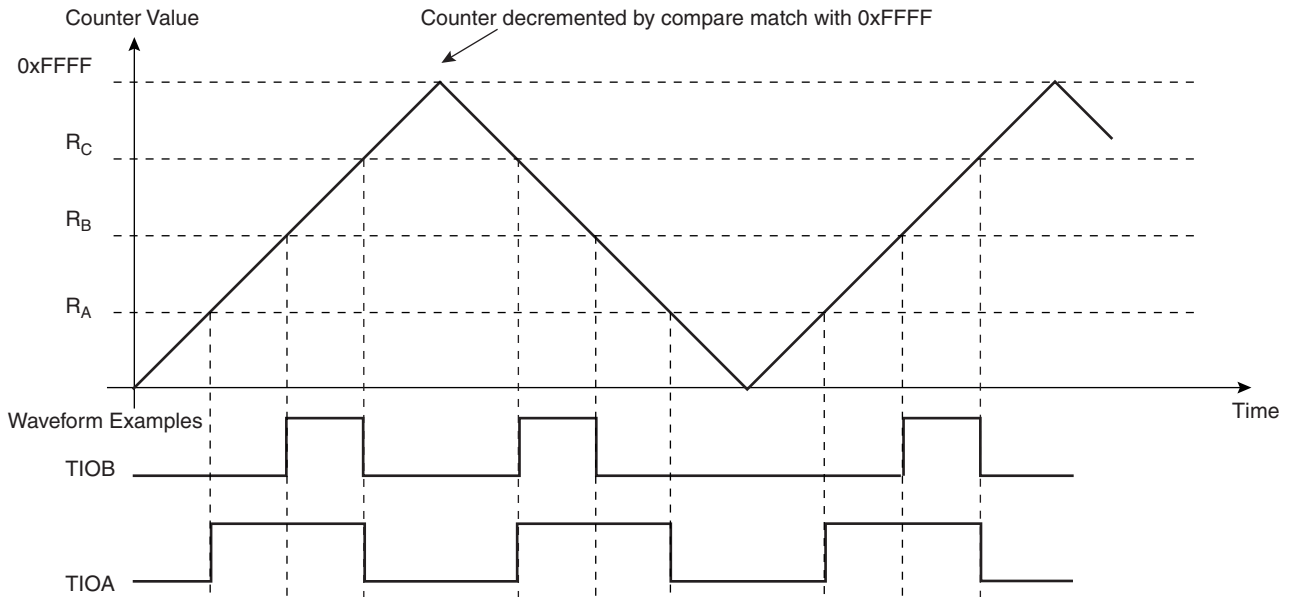 Counter Value
Counter decremented by compare match with 0xFFFF
0xFFFF
RC
RB
RA
Time
Waveform Examples
TIOB
TIOA